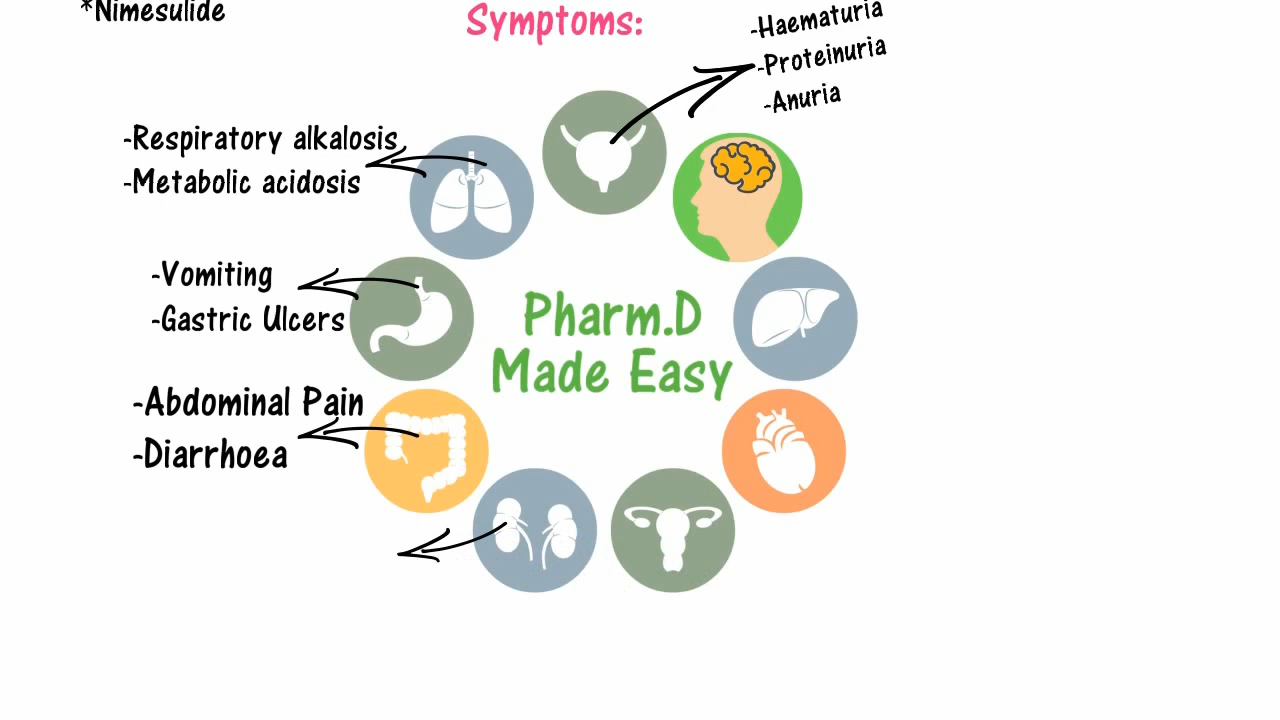 *Nimesulide
Symptoms:
-Haematuria
-Proteinuria
-Anuria
-Respiratory alkalosis
-Metabolic acidosis
-Vomiting
-Gastric Ulcers
Pharm.D
Made Easy
-Abdominal Pain
-Diarrhoea